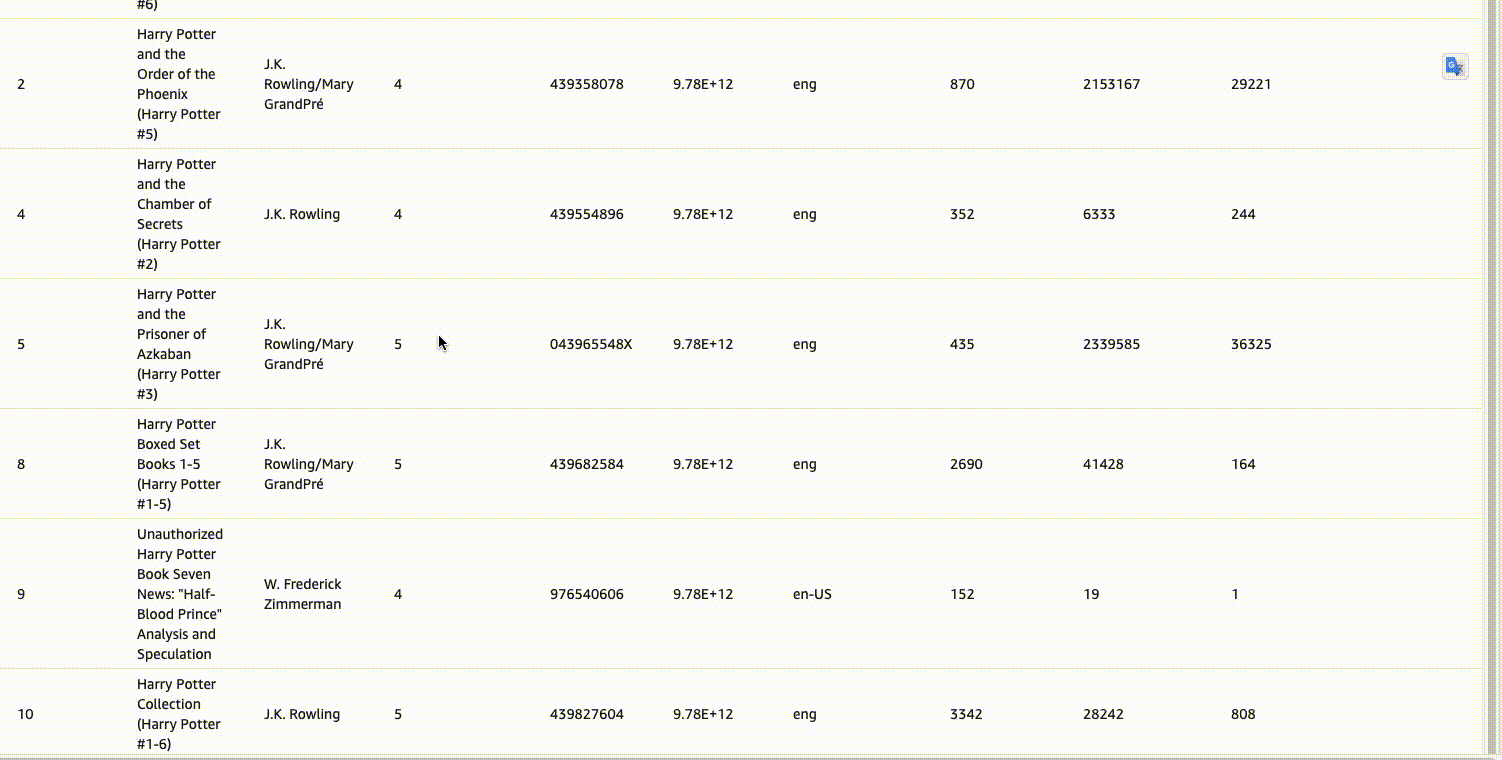 #6)
2
Harry Potter
and the
Order of the
Phoenix
(Harry Potter
#5)
J.K.
Rowling/Mary
GrandPré
4
439358078
9.78E+12
eng
870
2153167
29221
G
4
Harry Potter
and the
Chamber of
Secrets
(Harry Potter
#2)
J.K. Rowling
4
439554896
9.78E+12
eng
352
6333
244
5
Harry Potter
and the
Prisoner of
Azkaban
(Harry Potter
#3)
J.K.
Rowling/Mary
GrandPré
5
043965548X
9.78E+12
eng
435
2339585
36325
8
Harry Potter
Boxed Set
Books 1-5
(Harry Potter
#1-5)
J.K.
Rowling/Mary
GrandPré
5
439682584
9.78E+12
eng
2690
41428
164
9
Unauthorized
Harry Potter
Book Seven
News: "Half-
Blood Prince"
Analysis and
Speculation
W. Frederick
Zimmerman
4
976540606
9.78E+12
en-US
152
19
1
10
Harry Potter
Collection
(Harry Potter
#1-6)
J.K. Rowling
5
439827604
9.78E+12
eng
3342
28242
808